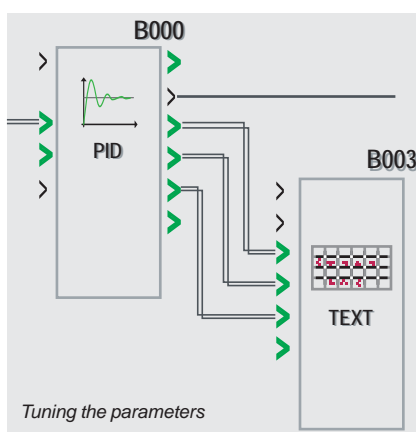 B000
PID
B003
TEXT
Tuning the parameters